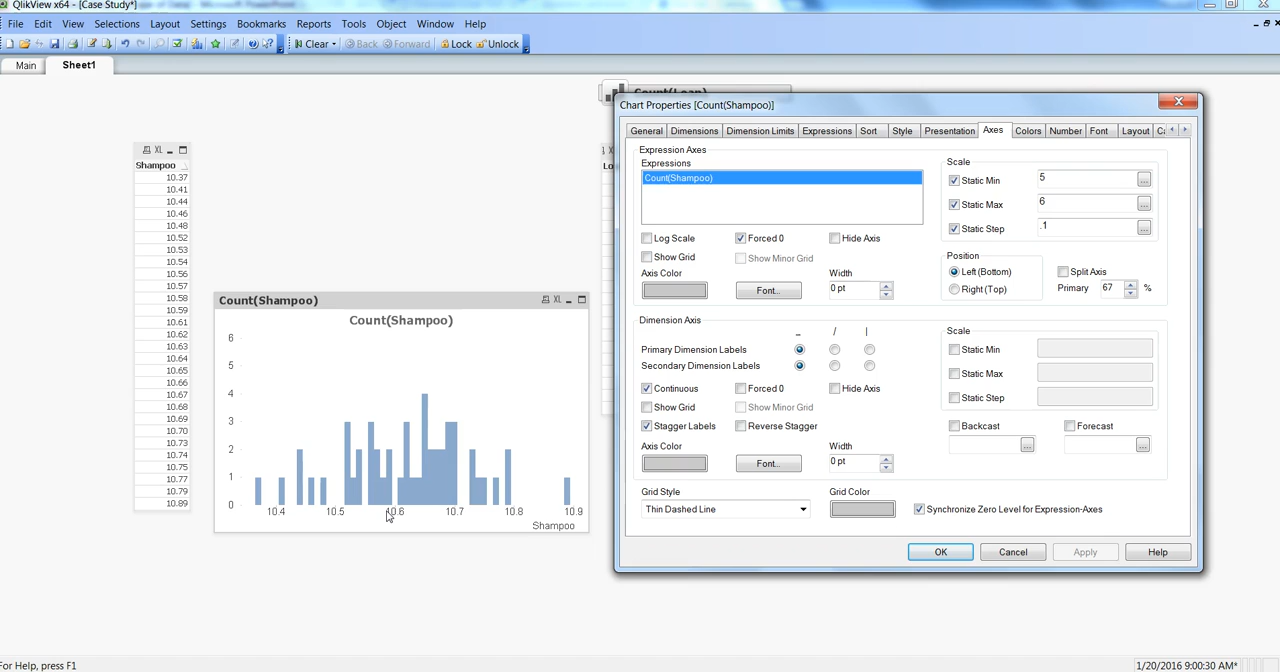 QlikView x64 - [Case Study*]
File Edit View Selections Layout Settings Bookmarks Reports Tools Object Window Help
Clear Back Forward Lock Unlock
Main Sheet1
Chart Properties [Count(Shampoo)]
General Dimensions Dimension Limits Expressions Sort Style Presentation Axes Colors Number Font Layout
Expression Axes
Expressions
Count(Shampoo)
Scale
Static Min 5
Static Max 6
Static Step .1
Log Scale Forced 0 Hide Axis
Show Grid Show Minor Grid
Axis Color Width
Font... 0 pt
Position
Left (Bottom) Split Axis
Right (Top) Primary 67 %
Dimension Axis
_ / |
Primary Dimension Labels
Secondary Dimension Labels
Continuous Forced 0 Hide Axis
Show Grid Show Minor Grid
Stagger Labels Reverse Stagger
Axis Color Width
Font... 0 pt
Scale
Static Min
Static Max
Static Step
Backcast Forecast
Grid Style Grid Color
Thin Dashed Line Synchronize Zero Level for Expression-Axes
OK Cancel Apply Help
XL
Shampoo
10.37
10.41
10.44
10.46
10.48
10.52
10.53
10.54
10.56
10.57
10.58
10.59
10.61
10.62
10.63
10.64
10.65
10.66
10.67
10.68
10.69
10.70
10.73
10.74
10.75
10.77
10.79
10.89
Count(Shampoo) XL
Count(Shampoo)
6
5
4
3
2
1
0
10.4 10.5 10.6 10.7 10.8 10.9
Shampoo
For Help, press F1 1/20/2016 9:00:30 AM*